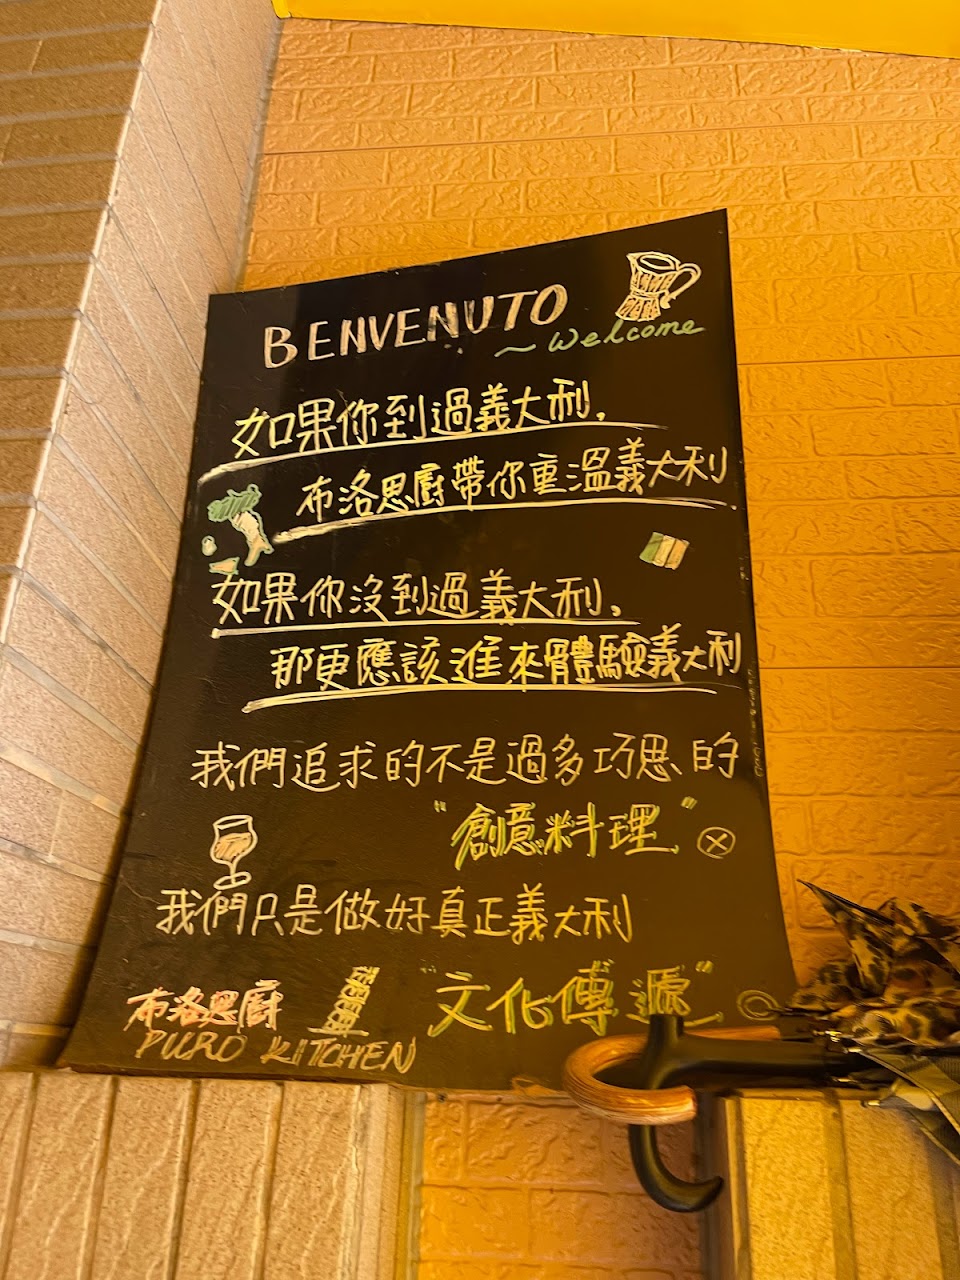 BENVENUTO
~ Welcome
如果你到過義大利，
布洛思廚帶你重溫義大利
如果你沒到過義大利，
那更應該進來體驗義大利
我們追求的不是過多巧思的
"創意料理"
我們只是做好真正義大利
"文化傳遞"
布洛思廚
PURO KITCHEN